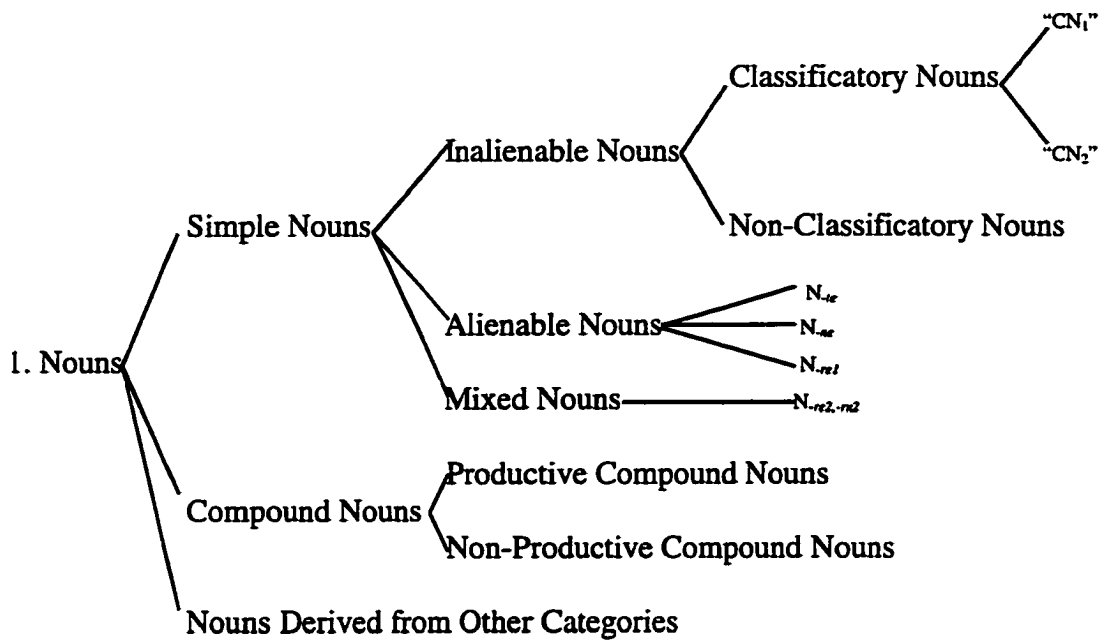 “CN₁”
Classificatory Nouns
Inalienable Nouns
“CN₂”
Simple Nouns
Non-Classificatory Nouns
Alienable Nouns
N-te
N-ne
1. Nouns
N-re1
Mixed Nouns
N-re2,-rn2
Productive Compound Nouns
Compound Nouns
Non-Productive Compound Nouns
Nouns Derived from Other Categories